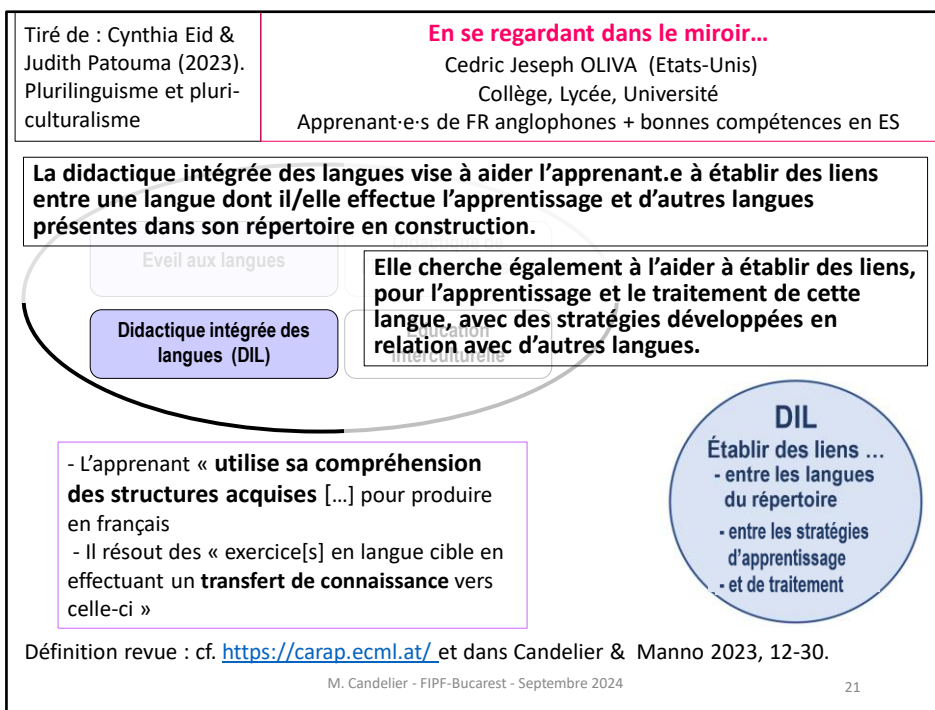 Tiré de : Cynthia Eid &
Judith Patouma (2023).
Plurilinguisme et pluri-
culturalisme
En se regardant dans le miroir…
Cedric Jeseph OLIVA  (Etats-Unis)
Collège, Lycée, Université
Apprenant·e·s de FR anglophones + bonnes compétences en ES
La didactique intégrée des langues vise à aider l’apprenant.e à établir des liens
entre une langue dont il/elle effectue l’apprentissage et d’autres langues
présentes dans son répertoire en construction.
Eveil aux langues
Elle cherche également à l’aider à établir des liens,
pour l’apprentissage et le traitement de cette
langue, avec des stratégies développées en
relation avec d’autres langues.
Didactique intégrée des
langues  (DIL)
Education
interculturelle
DIL
Établir des liens …
- entre les langues
du répertoire
- entre les stratégies
d’apprentissage
- et de traitement
- L’apprenant « utilise sa compréhension
des structures acquises […] pour produire
en français
- Il résout des « exercice[s] en langue cible en
effectuant un transfert de connaissance vers
celle-ci »
Définition revue : cf. https://carap.ecml.at/ et dans Candelier &  Manno 2023, 12-30.
M. Candelier - FIPF-Bucarest - Septembre 2024
21